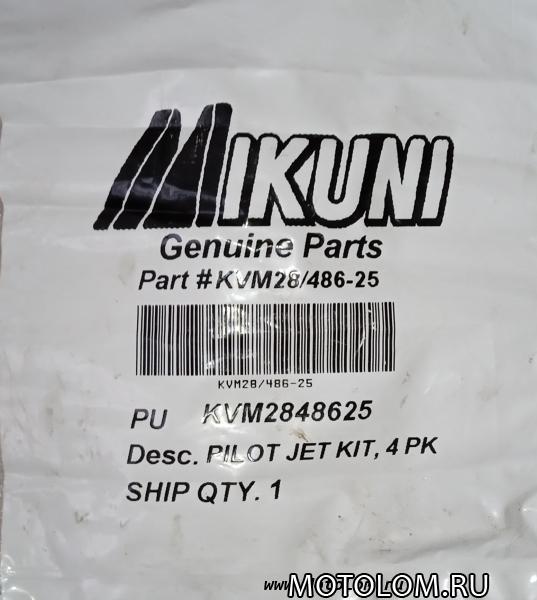 MIKUNI
Genuine Parts
Part # KVM28/486-25
KVM28/486-25
PU KVM2848625
Desc. PILOT JET KIT, 4 PK
SHIP QTY. 1
MOTOLOM.RU